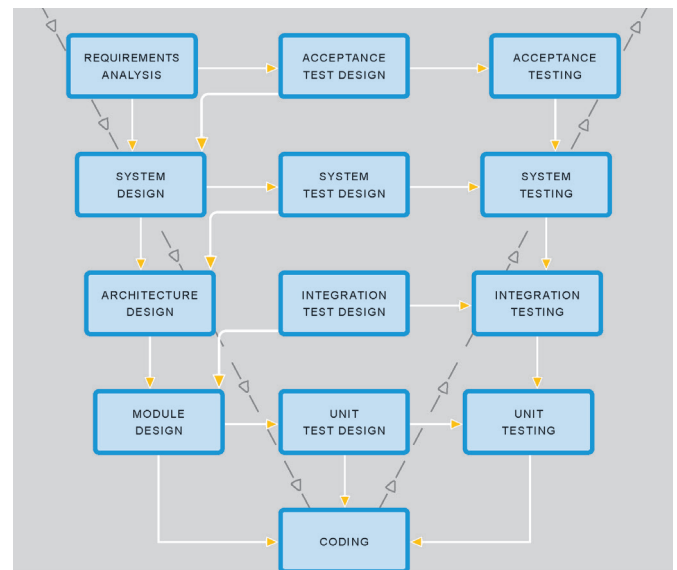 REQUIREMENTS
ANALYSIS
ACCEPTANCE
TEST DESIGN
ACCEPTANCE
TESTING
SYSTEM
DESIGN
SYSTEM
TEST DESIGN
SYSTEM
TESTING
ARCHITECTURE
DESIGN
INTEGRATION
TEST DESIGN
INTEGRATION
TESTING
MODULE
DESIGN
UNIT
TEST DESIGN
UNIT
TESTING
CODING